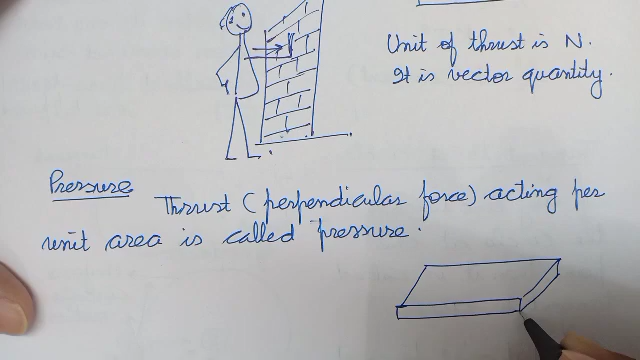 Unit of thrust is N.
It is vector quantity.
Pressure Thrust (perpendicular force) acting per
unit area is called pressure.